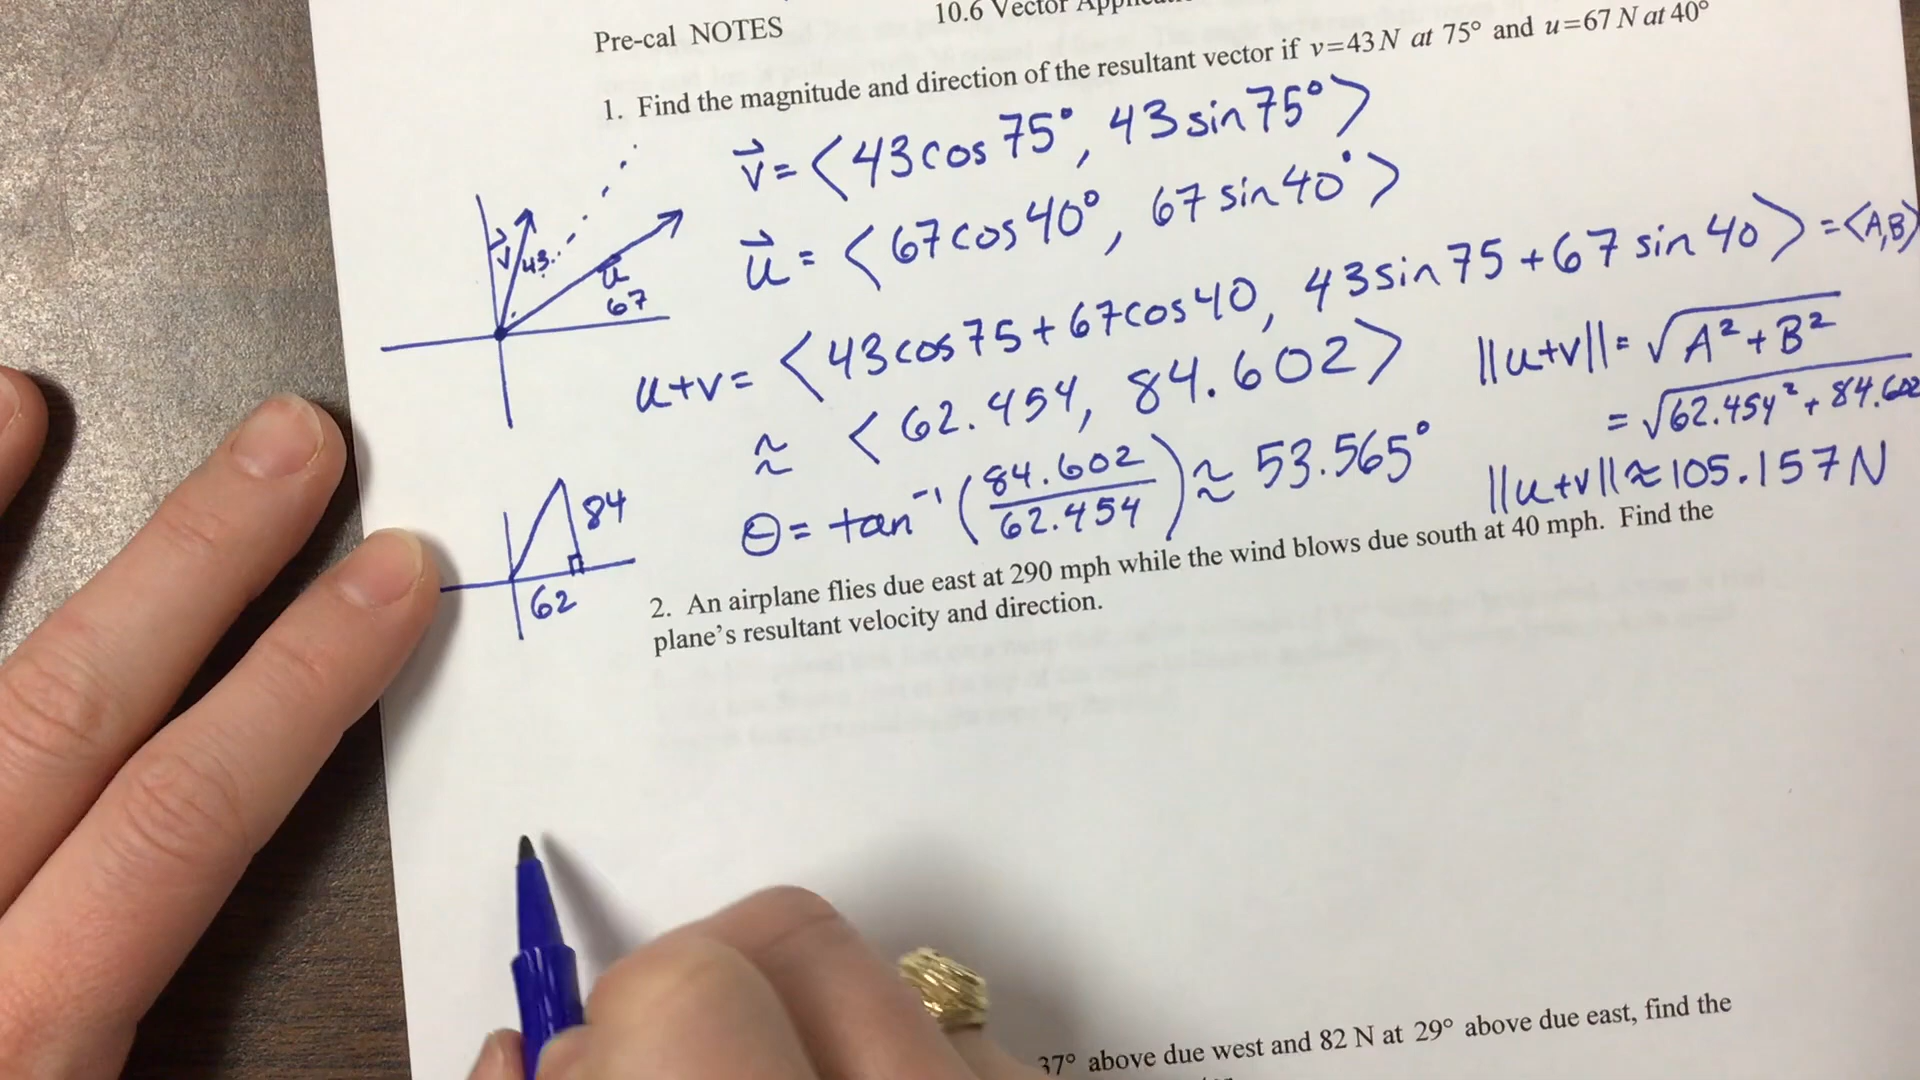 Pre-cal NOTES
10.6 Vector
1. Find the magnitude and direction of the resultant vector if v=43 N at 75° and u=67 N at 40°
v⃗ = ⟨43cos 75°, 43 sin 75°⟩
u⃗ = ⟨67cos 40°, 67 sin 40°⟩
u+v = ⟨43cos75 + 67cos40, 43sin 75 + 67 sin 40⟩ = ⟨A,B⟩
≈ ⟨62.454, 84.602⟩
||u+v|| = √A² + B²
= √62.454² + 84.602
θ = tan⁻¹ (84.602/62.454) ≈ 53.565°
||u+v|| ≈ 105.157 N
v⃗
43
u⃗
67
84
62
2. An airplane flies due east at 290 mph while the wind blows due south at 40 mph. Find the
plane's resultant velocity and direction.
37° above due west and 82 N at 29° above due east, find the